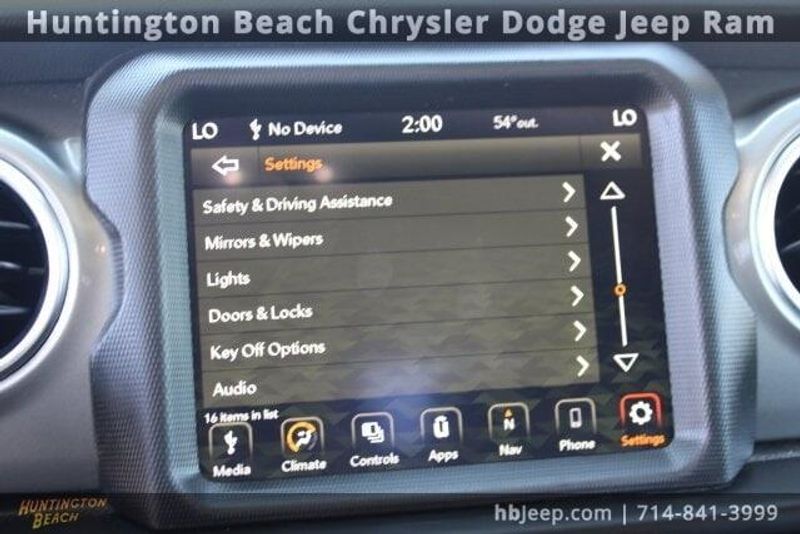 Huntington Beach Chrysler Dodge Jeep Ram
LO No Device 2:00 54° out. LO
Settings
Safety & Driving Assistance
Mirrors & Wipers
Lights
Doors & Locks
Key Off Options
Audio
16 items in list
N
Media Climate Controls Apps Nav Phone Settings
HUNTINGTON
BEACH
hbjeep.com | 714-841-3999